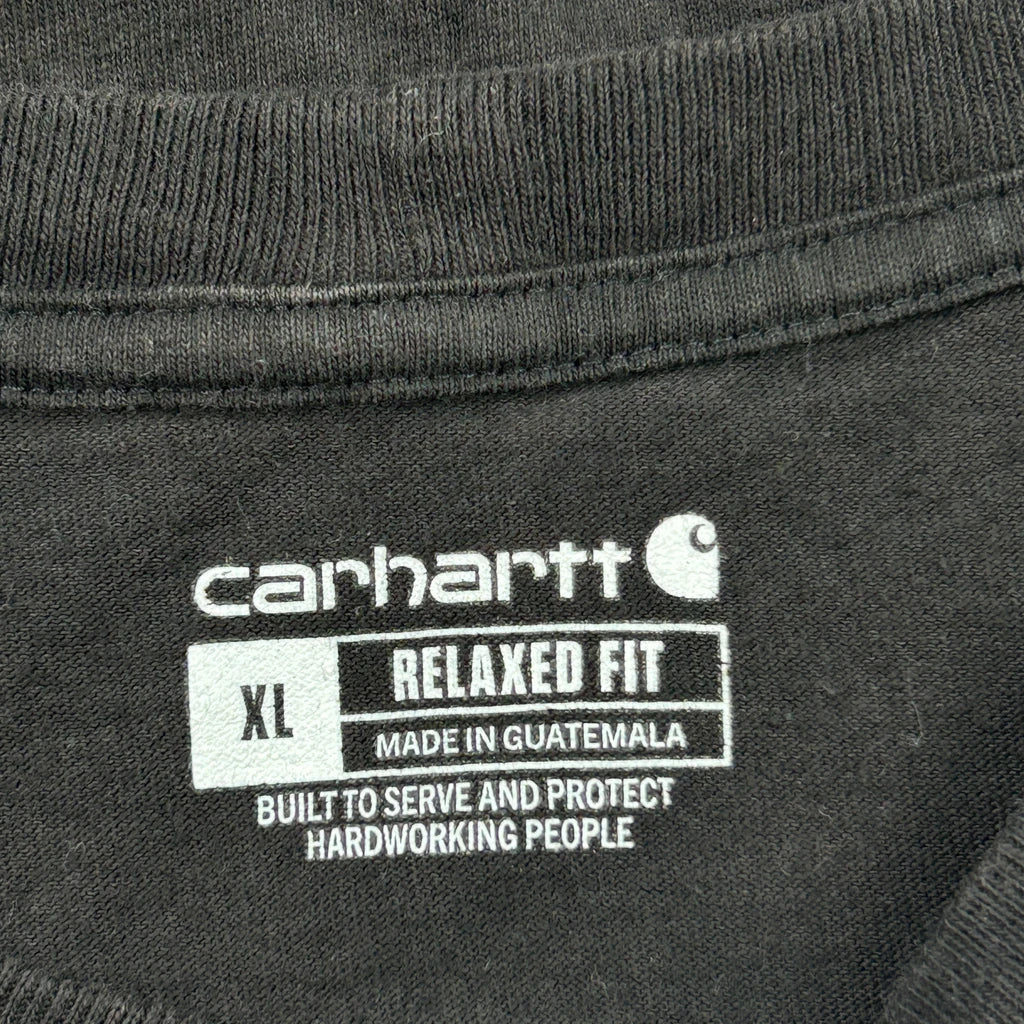 carhartt
XL
RELAXED FIT
MADE IN GUATEMALA
BUILT TO SERVE AND PROTECT
HARDWORKING PEOPLE